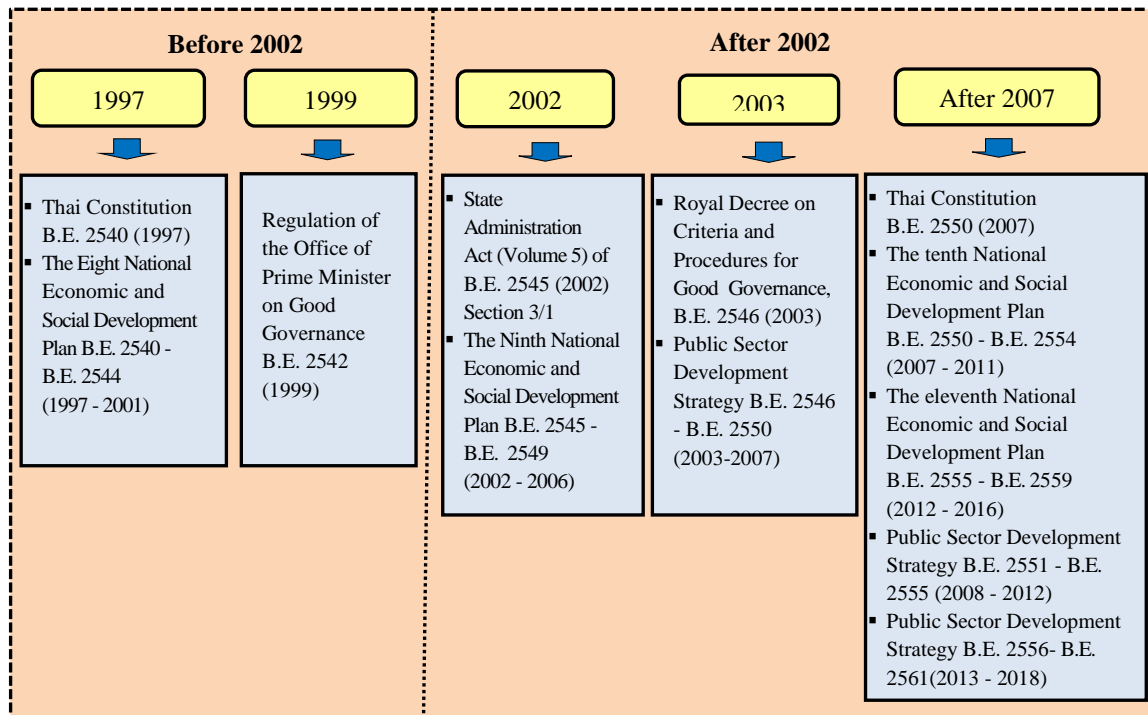 Before 2002
After 2002
1997
1999
2002
2003
After 2007
▪ Thai Constitution
B.E. 2540 (1997)
▪ The Eight National
Economic and
Social Development
Plan B.E. 2540 -
B.E. 2544
(1997 - 2001)
Regulation of
the Office of
Prime Minister
on Good
Governance
B.E. 2542
(1999)
▪ State
Administration
Act (Volume 5) of
B.E. 2545 (2002)
Section 3/1
▪ The Ninth National
Economic and
Social Development
Plan B.E. 2545 -
B.E. 2549
(2002 - 2006)
▪ Royal Decree on
Criteria and
Procedures for
Good Governance,
B.E. 2546 (2003)
▪ Public Sector
Development
Strategy B.E. 2546
- B.E. 2550
(2003-2007)
▪ Thai Constitution
B.E. 2550 (2007)
▪ The tenth National
Economic and Social
Development Plan
B.E. 2550 - B.E. 2554
(2007 - 2011)
▪ The eleventh National
Economic and Social
Development Plan
B.E. 2555 - B.E. 2559
(2012 - 2016)
▪ Public Sector Development
Strategy B.E. 2551 - B.E.
2555 (2008 - 2012)
▪ Public Sector Development
Strategy B.E. 2556- B.E.
2561(2013 - 2018)